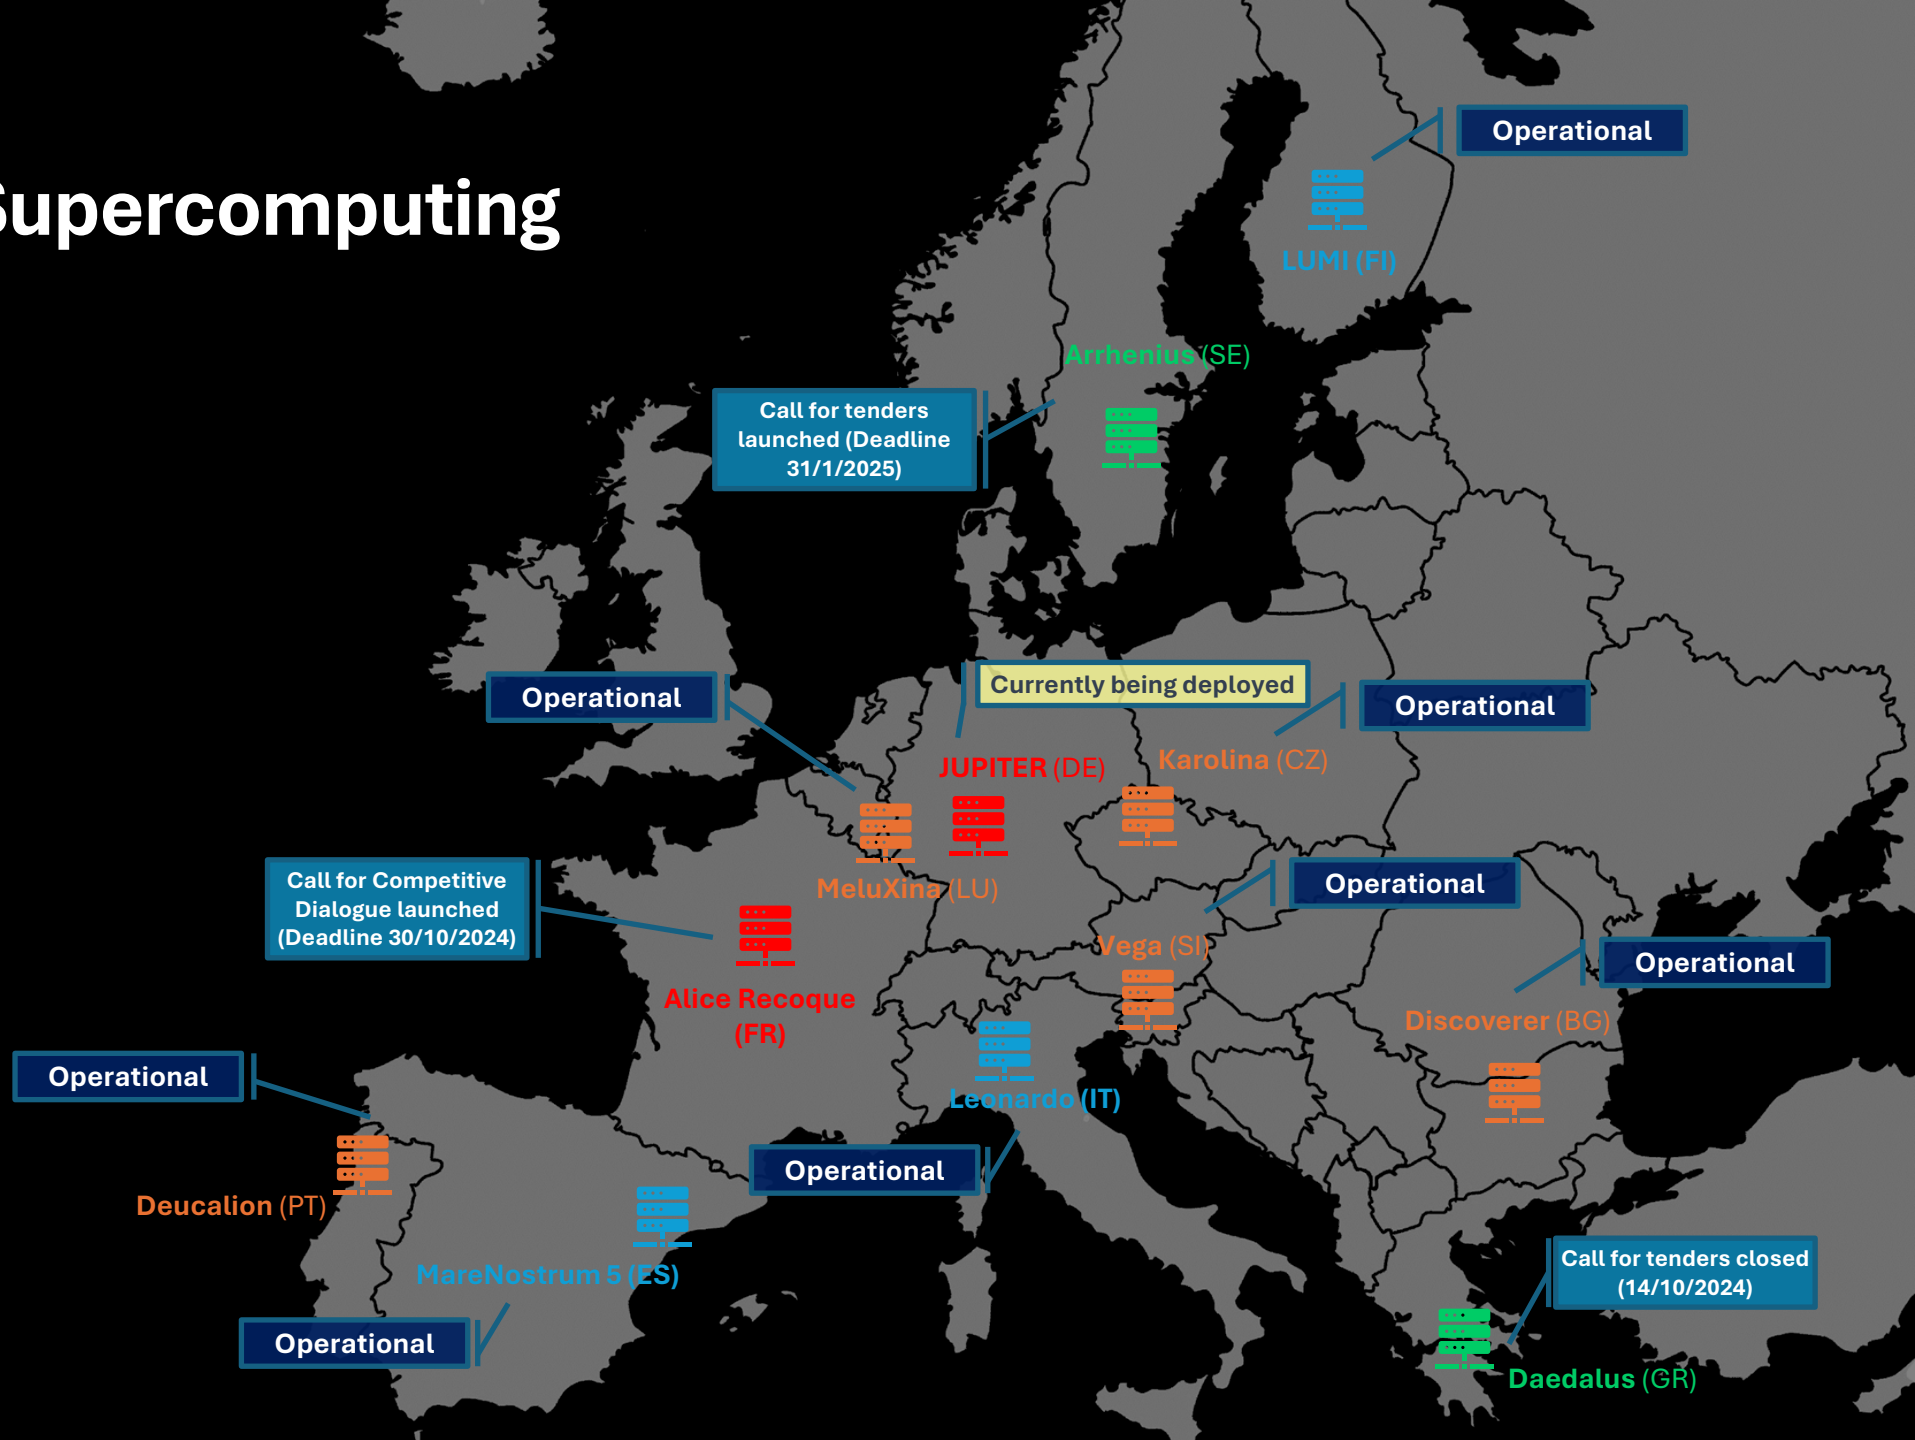 Supercomputing
Operational
LUMI (FI)
Arrhenius (SE)
Call for tenders
launched (Deadline
31/1/2025)
Operational
Currently being deployed
Operational
JUPITER (DE)
Karolina (CZ)
MeluXina (LU)
Call for Competitive
Dialogue launched
(Deadline 30/10/2024)
Operational
Vega (SI)
Operational
Alice Recoque
(FR)
Discoverer (BG)
Operational
Leonardo (IT)
Operational
Deucalion (PT)
MareNostrum 5 (ES)
Call for tenders closed
(14/10/2024)
Operational
Daedalus (GR)